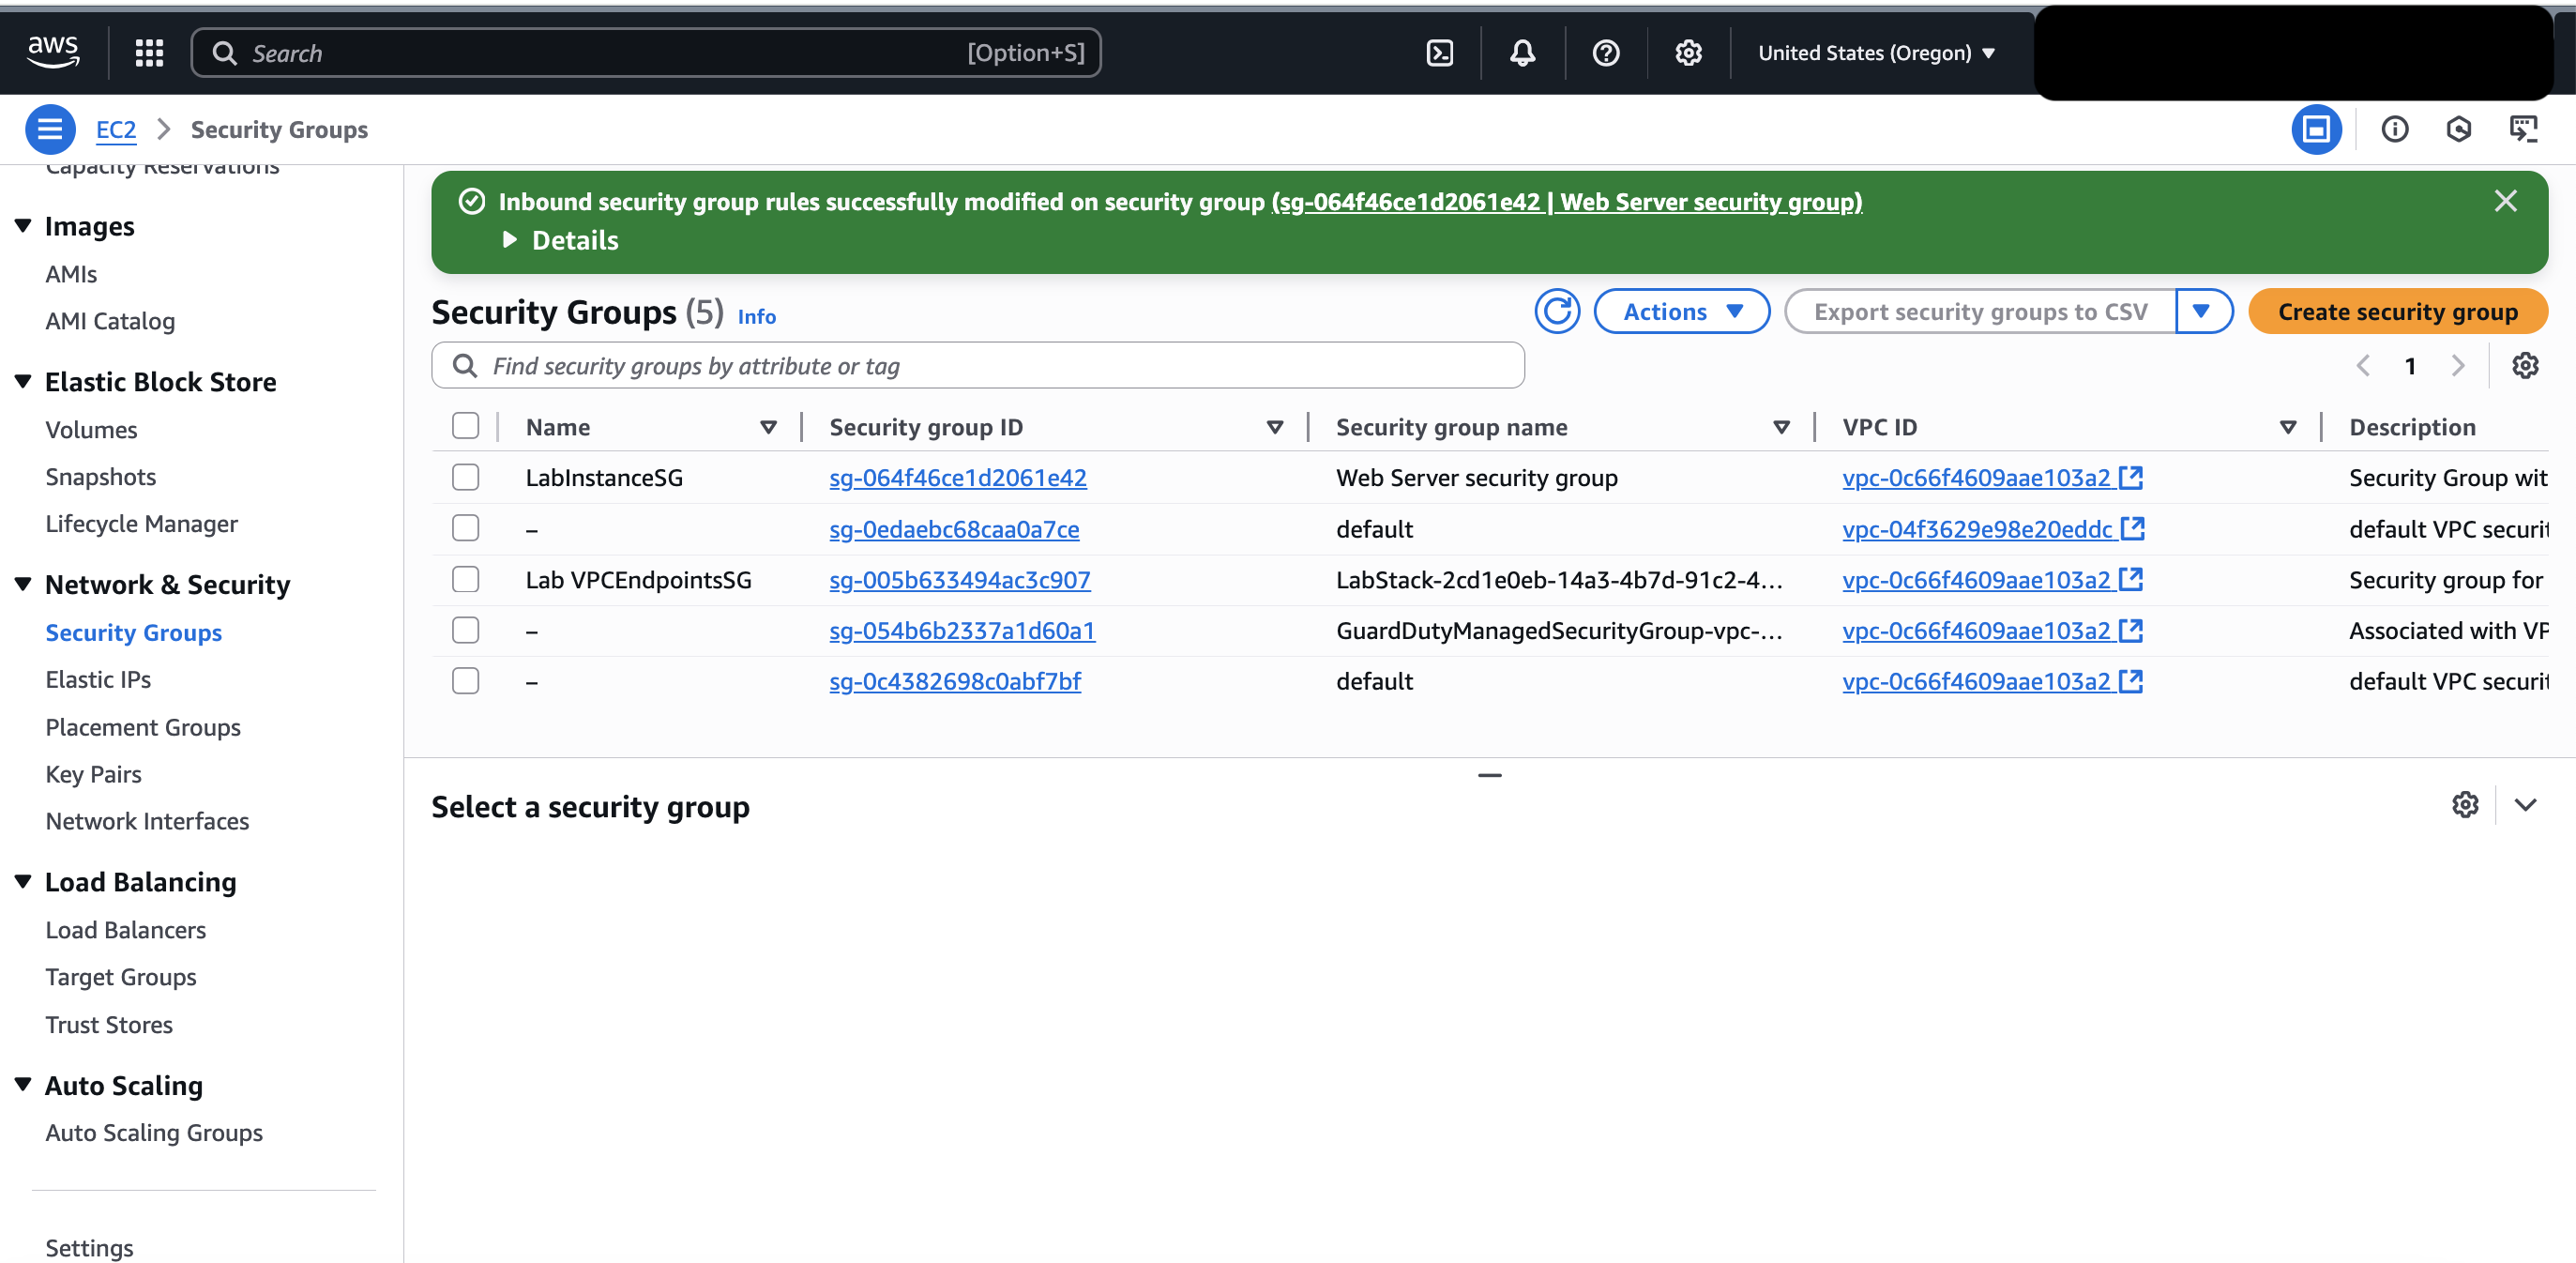 aws
Search [Option+S] United States (Oregon)
EC2 > Security Groups
Capacity Reservations
Images
AMIs
AMI Catalog
Elastic Block Store
Volumes
Snapshots
Lifecycle Manager
Network & Security
Security Groups
Elastic IPs
Placement Groups
Key Pairs
Network Interfaces
Load Balancing
Load Balancers
Target Groups
Trust Stores
Auto Scaling
Auto Scaling Groups
Settings
Inbound security group rules successfully modified on security group (sg-064f46ce1d2061e42 | Web Server security group)
Details
Security Groups (5) Info Actions Export security groups to CSV Create security group
Find security groups by attribute or tag 1
Name Security group ID Security group name VPC ID Description
LabInstanceSG sg-064f46ce1d2061e42 Web Server security group vpc-0c66f4609aae103a2 Security Group wit
– sg-0edaebc68caa0a7ce default vpc-04f3629e98e20eddc default VPC securit
Lab VPCEndpointsSG sg-005b633494ac3c907 LabStack-2cd1e0eb-14a3-4b7d-91c2-4... vpc-0c66f4609aae103a2 Security group for
– sg-054b6b2337a1d60a1 GuardDutyManagedSecurityGroup-vpc-... vpc-0c66f4609aae103a2 Associated with VP
– sg-0c4382698c0abf7bf default vpc-0c66f4609aae103a2 default VPC securit
Select a security group